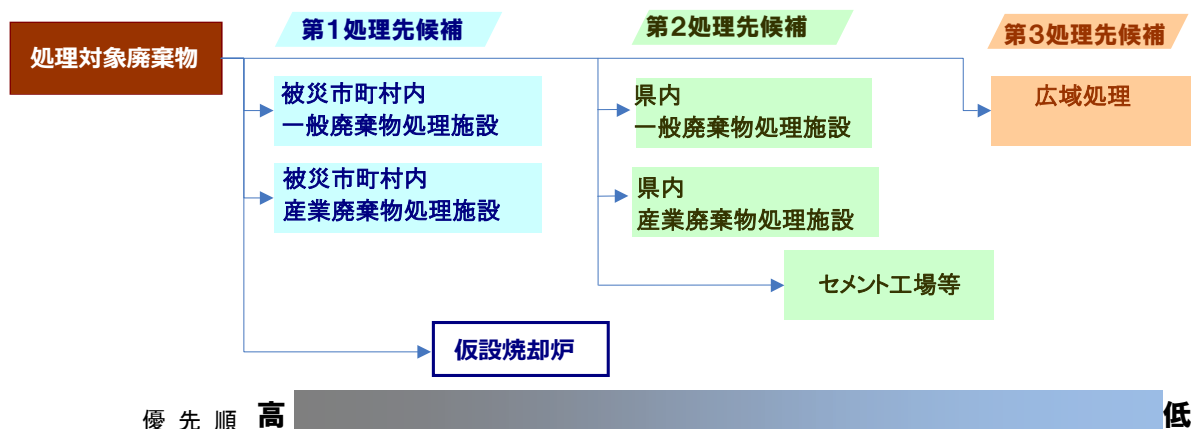 処理対象廃棄物
第1処理先候補
第2処理先候補
第3処理先候補
被災市町村内
一般廃棄物処理施設
県内
一般廃棄物処理施設
広域処理
被災市町村内
産業廃棄物処理施設
県内
産業廃棄物処理施設
セメント工場等
仮設焼却炉
優先順 高
低